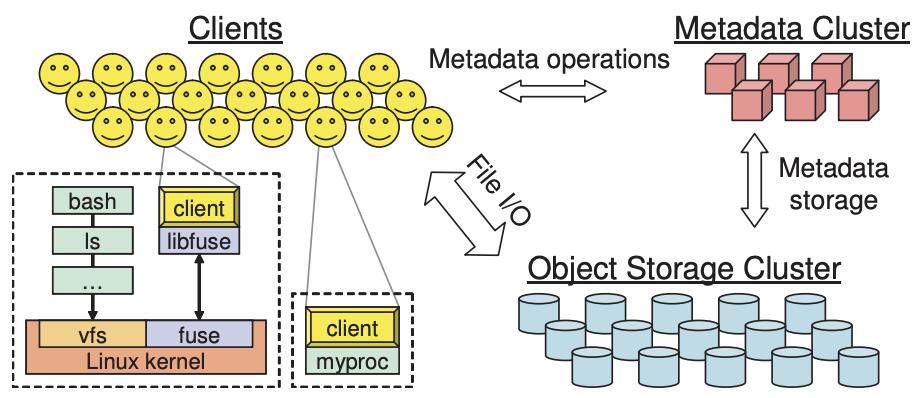 Clients
Metadata Cluster
Metadata operations
Metadata
storage
File I/O
Object Storage Cluster
bash
ls
...
client
libfuse
vfs
fuse
Linux kernel
client
myproc